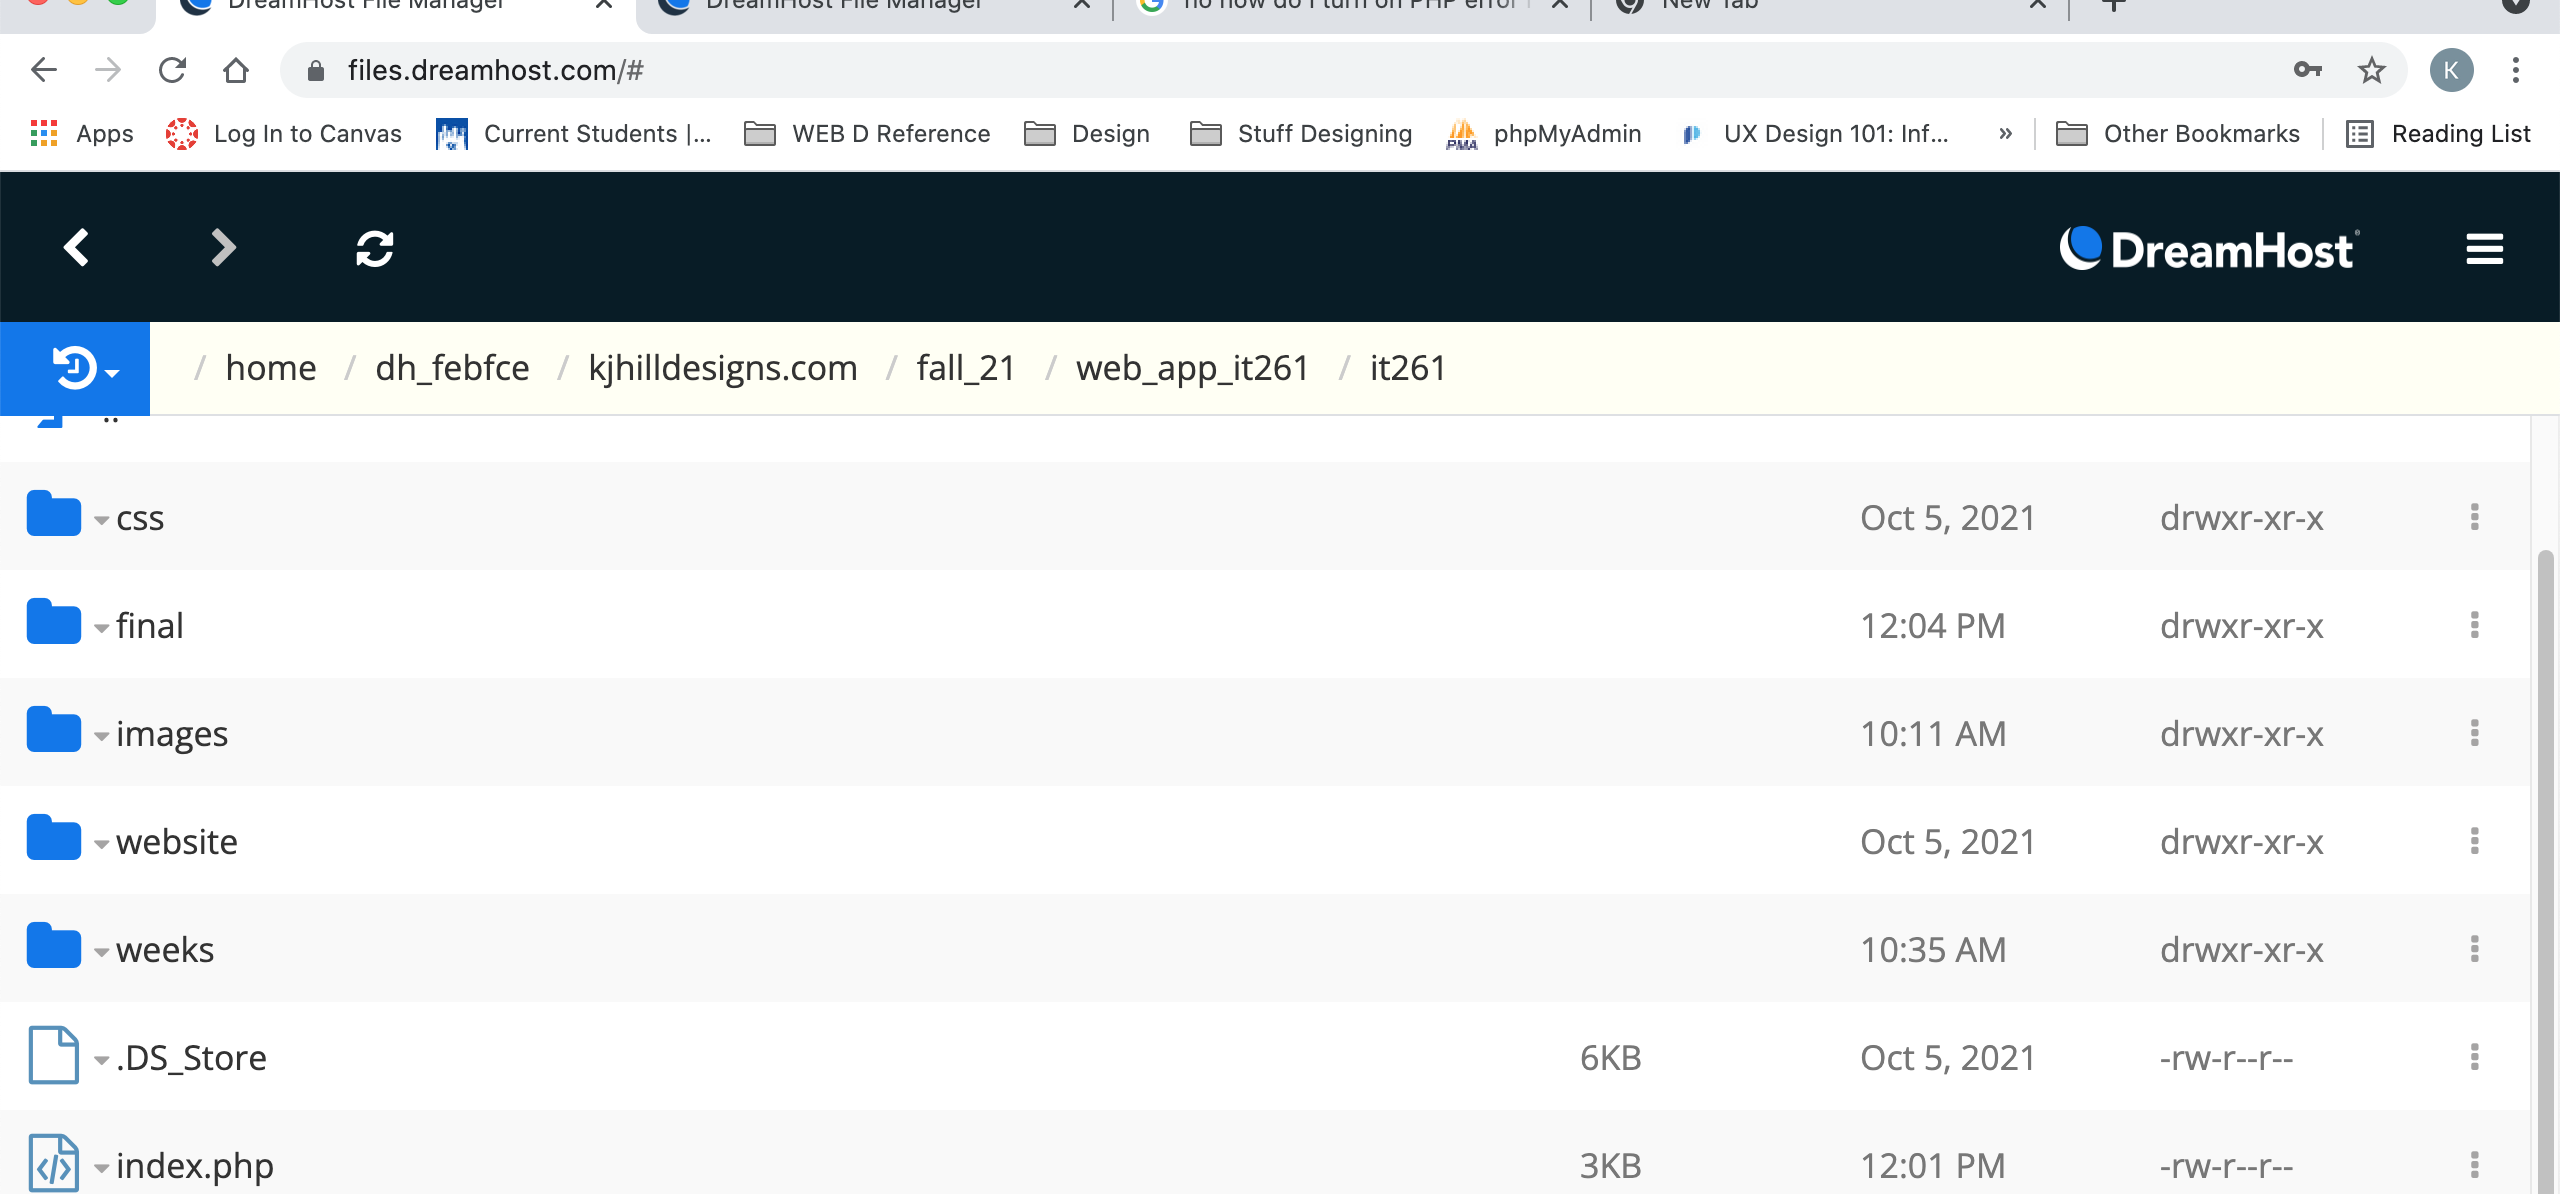 DreamHost File Manager DreamHost File Manager no how do I turn on PHP error New Tab
files.dreamhost.com/# K
Apps Log In to Canvas Current Students |... WEB D Reference Design Stuff Designing phpMyAdmin UX Design 101: Inf... » Other Bookmarks Reading List
DreamHost
/ home / dh_febfce / kjhilldesigns.com / fall_21 / web_app_it261 / it261
..
css Oct 5, 2021 drwxr-xr-x
final 12:04 PM drwxr-xr-x
images 10:11 AM drwxr-xr-x
website Oct 5, 2021 drwxr-xr-x
weeks 10:35 AM drwxr-xr-x
.DS_Store 6KB Oct 5, 2021 -rw-r--r--
index.php 3KB 12:01 PM -rw-r--r--